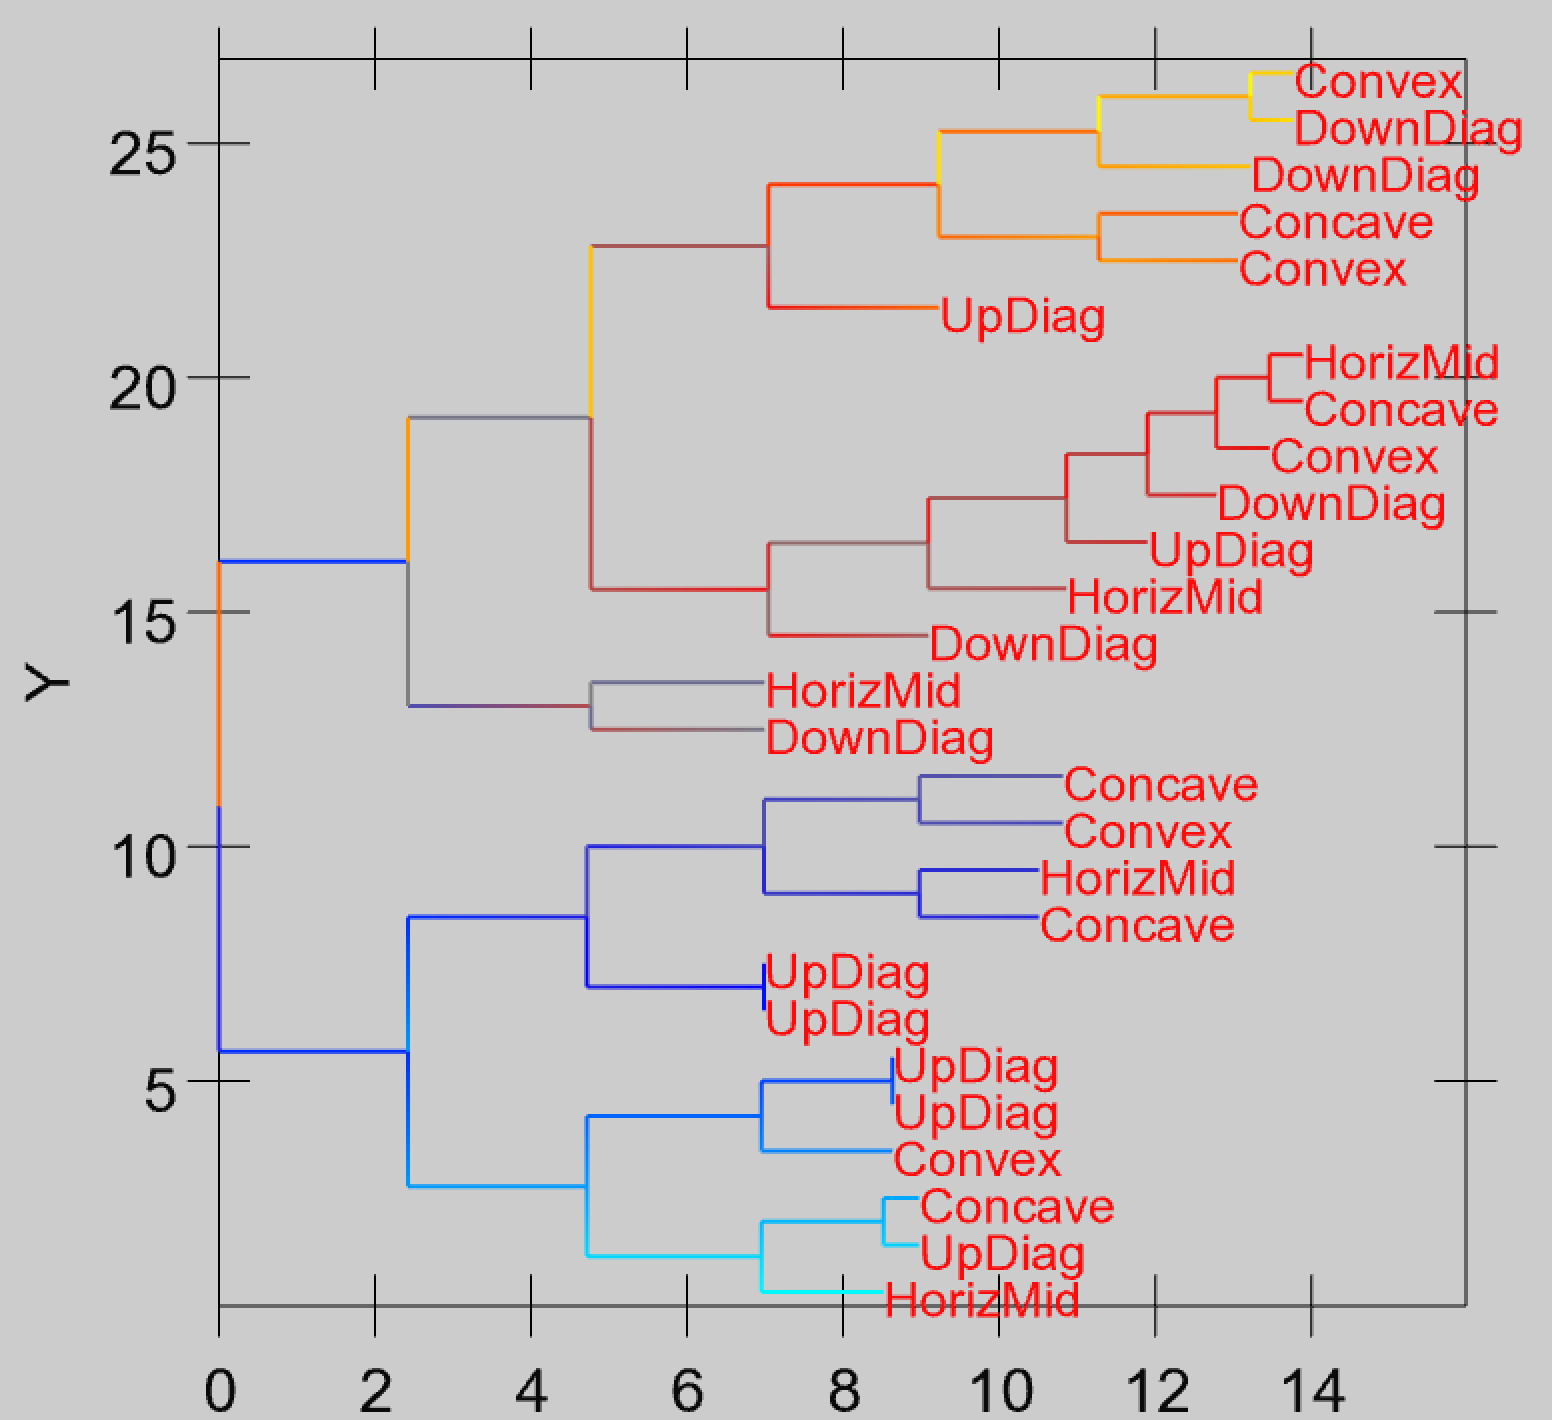 Convex
25
DownDiag
DownDiag
Concave
Convex
UpDiag
HorizMid
20
Concave
Convex
DownDiag
UpDiag
HorizMid
15
DownDiag
Y
HorizMid
DownDiag
Concave
Convex
10
HorizMid
Concave
UpDiag
UpDiag
UpDiag
5
UpDiag
Convex
Concave
UpDiag
HorizMid
0 2 4 6 8 10 12 14